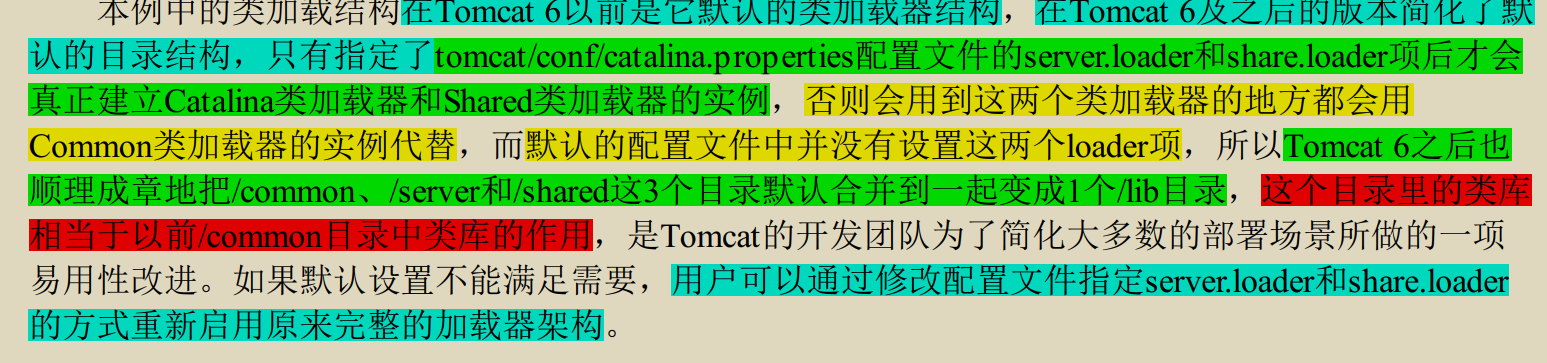 本例中的类加载结构在Tomcat 6以前是它默认的类加载器结构，在Tomcat 6及之后的版本简化了默
认的目录结构，只有指定了tomcat/conf/catalina.properties配置文件的server.loader和share.loader项后才会
真正建立Catalina类加载器和Shared类加载器的实例，否则会用到这两个类加载器的地方都会用
Common类加载器的实例代替，而默认的配置文件中并没有设置这两个loader项，所以Tomcat 6之后也
顺理成章地把/common、/server和/shared这3个目录默认合并到一起变成1个/lib目录，这个目录里的类库
相当于以前/common目录中类库的作用，是Tomcat的开发团队为了简化大多数的部署场景所做的一项
易用性改进。如果默认设置不能满足需要，用户可以通过修改配置文件指定server.loader和share.loader
的方式重新启用原来完整的加载器架构。